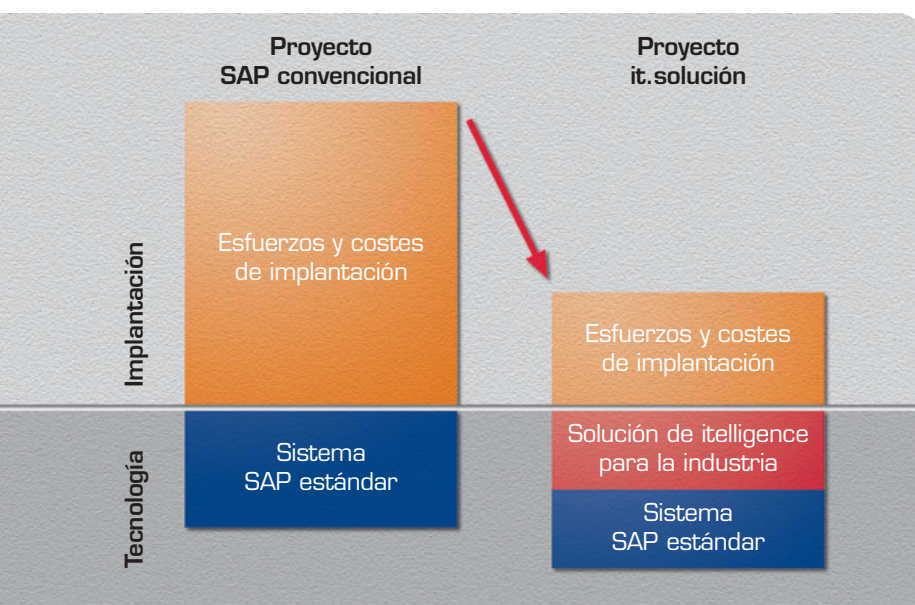 Proyecto
SAP convencional
Proyecto
it.solución
Implantación
Esfuerzos y costes
de implantación
Esfuerzos y costes
de implantación
Tecnología
Sistema
SAP estándar
Solución de itelligence
para la industria
Sistema
SAP estándar